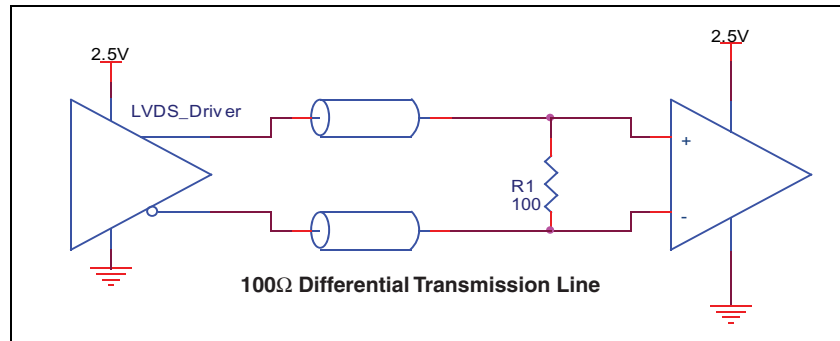 2.5V
2.5V
LVDS_Driver
+
R1
100
-
100Ω Differential Transmission Line